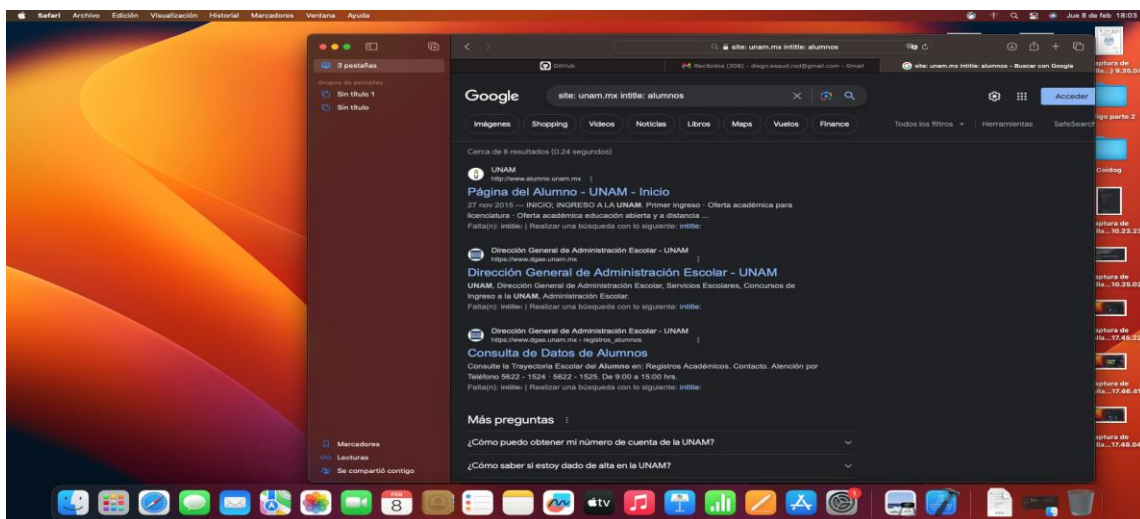 Safari Archivo Edición Visualización Historial Marcadores Ventana Ayuda
Jue 8 de feb 18:03
site: unam.mx intitle: alumnos
3 pestañas
Grupos de pestañas
Sin título 1
Sin título
GitHub
site: unam.mx intitle: alumnos - Buscar con Google
Google
site: unam.mx intitle: alumnos
Acceder
Imágenes Shopping Videos Noticias Libros Maps Vuelos Finance Todos los filtros Herramientas SafeSearch
Cerca de 8 resultados (0.24 segundos)
UNAM
http://www.alumno.unam.mx
Página del Alumno - UNAM - Inicio
27 nov 2015 — INICIO; INGRESO A LA UNAM. Primer Ingreso · Oferta académica para
licenciatura · Oferta académica educación abierta y a distancia ...
Falta(n): intitle: | Realizar una búsqueda con lo siguiente: intitle:
Dirección General de Administración Escolar - UNAM
https://www.dgae.unam.mx
Dirección General de Administración Escolar - UNAM
UNAM, Dirección General de Administración Escolar, Servicios Escolares, Concursos de
Ingreso a la UNAM, Administración Escolar.
Falta(n): intitle: | Realizar una búsqueda con lo siguiente: intitle:
Dirección General de Administración Escolar - UNAM
https://www.dgae.unam.mx › registros_alumnos
Consulta de Datos de Alumnos
Consulte la Trayectoria Escolar del Alumno en: Registros Académicos. Contacto. Atención por
Teléfono 5622 - 1524 · 5622 - 1525. De 9:00 a 15:00 hrs.
Falta(n): intitle: | Realizar una búsqueda con lo siguiente: intitle:
Más preguntas
¿Cómo puedo obtener mi número de cuenta de la UNAM?
¿Cómo saber si estoy dado de alta en la UNAM?
Marcadores
Lecturas
Se compartió contigo
igo parte 2
Coidog
FEB
8
tv